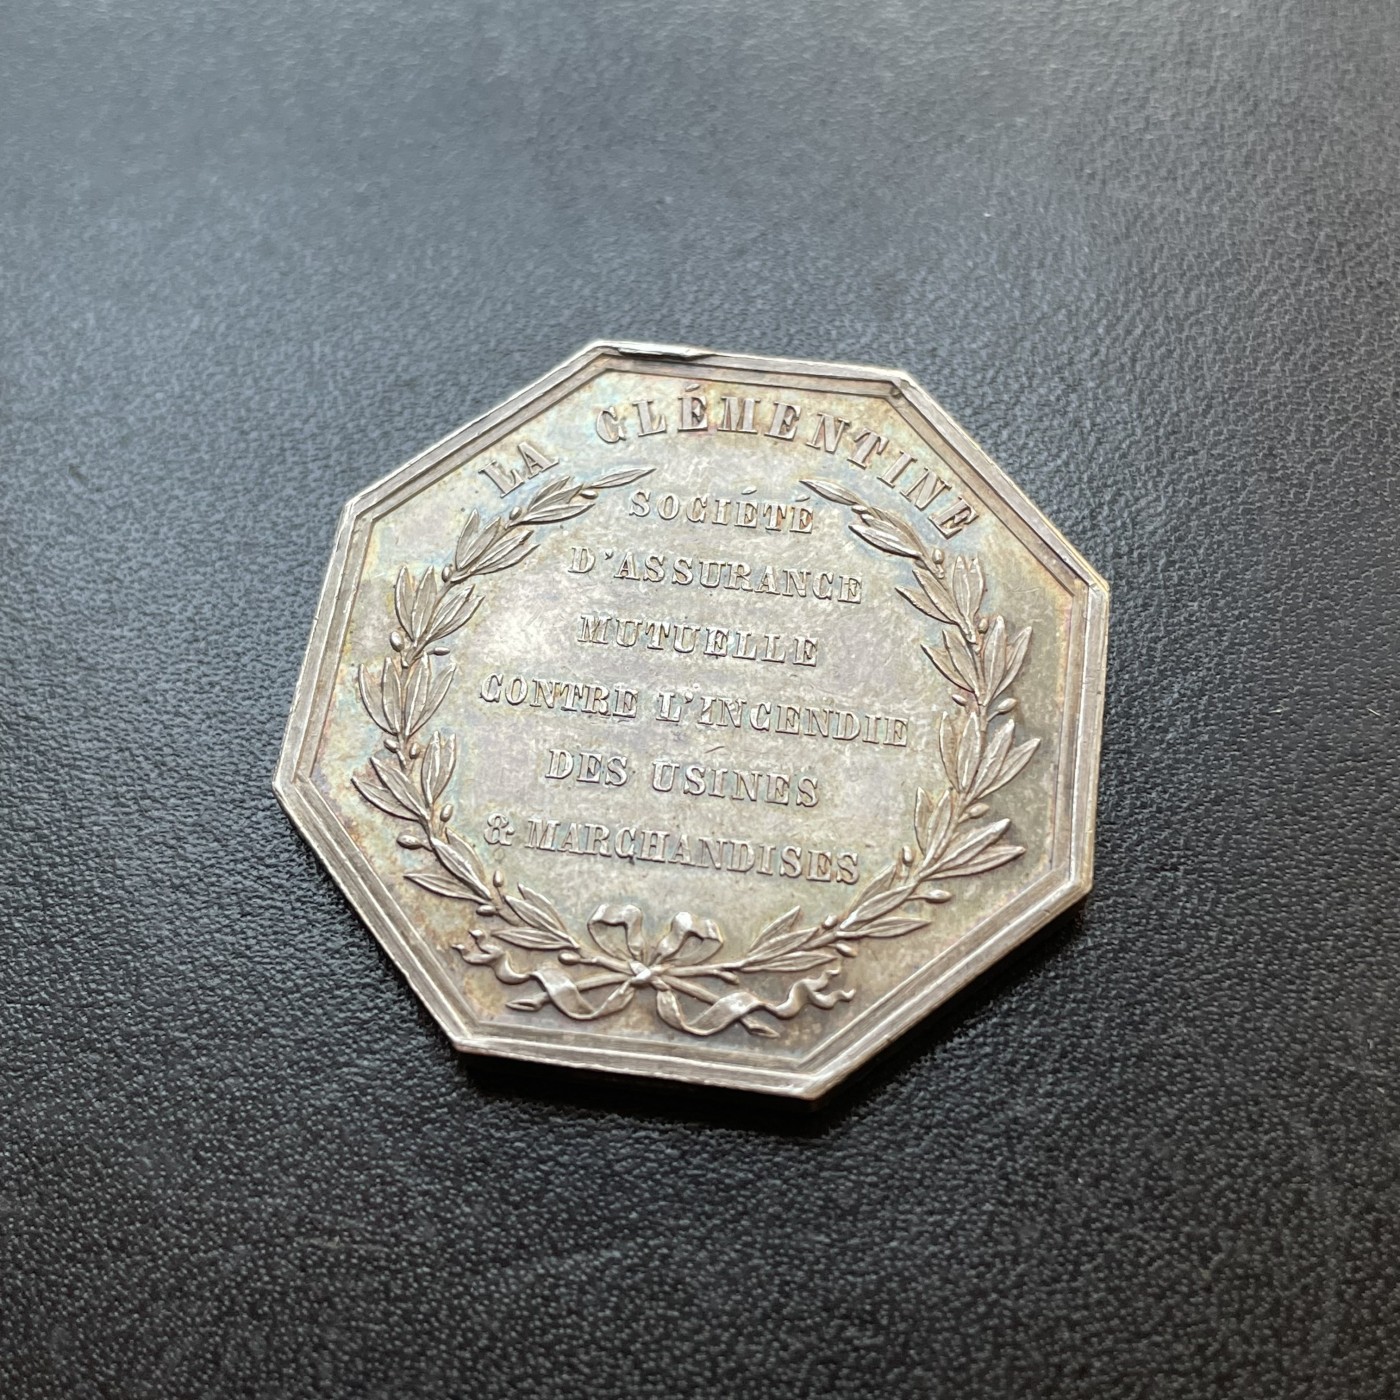 LA CLÉMENTINE
SOCIÉTÉ
D'ASSURANCE
MUTUELLE
CONTRE L'INCENDIE
DES USINES
& MARCHANDISES